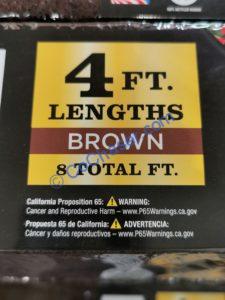 4 FT.
LENGTHS
BROWN
8 TOTAL FT.
California Proposition 65: ⚠ WARNING:
Cancer and Reproductive Harm – www.P65Warnings.ca.gov
Propuesta 65 de California: ⚠ ADVERTENCIA:
Cáncer y daños reproductivos – www.P65Warnings.ca.gov